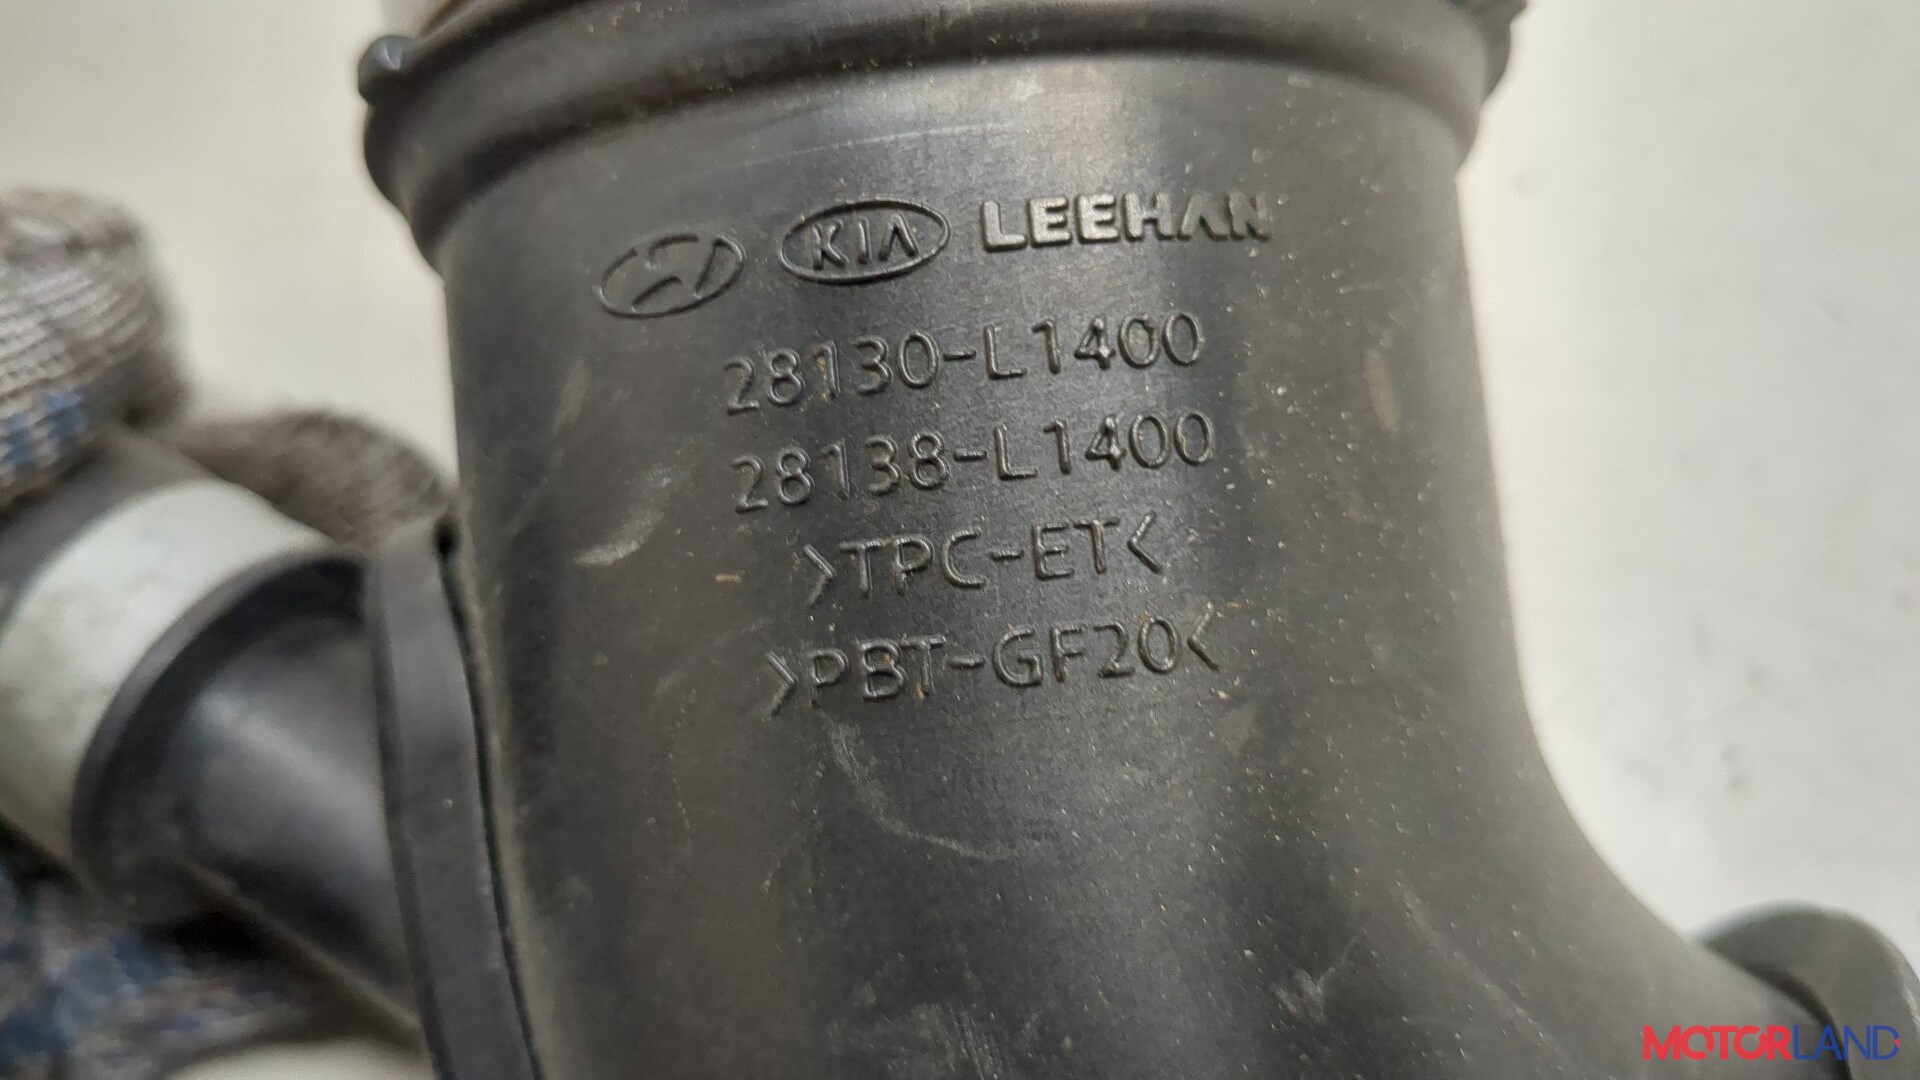 KIA LEEHAN
28130-L1400
28138-L1400
>TPC-ET<
>PBT-GF20<
MOTORLAND